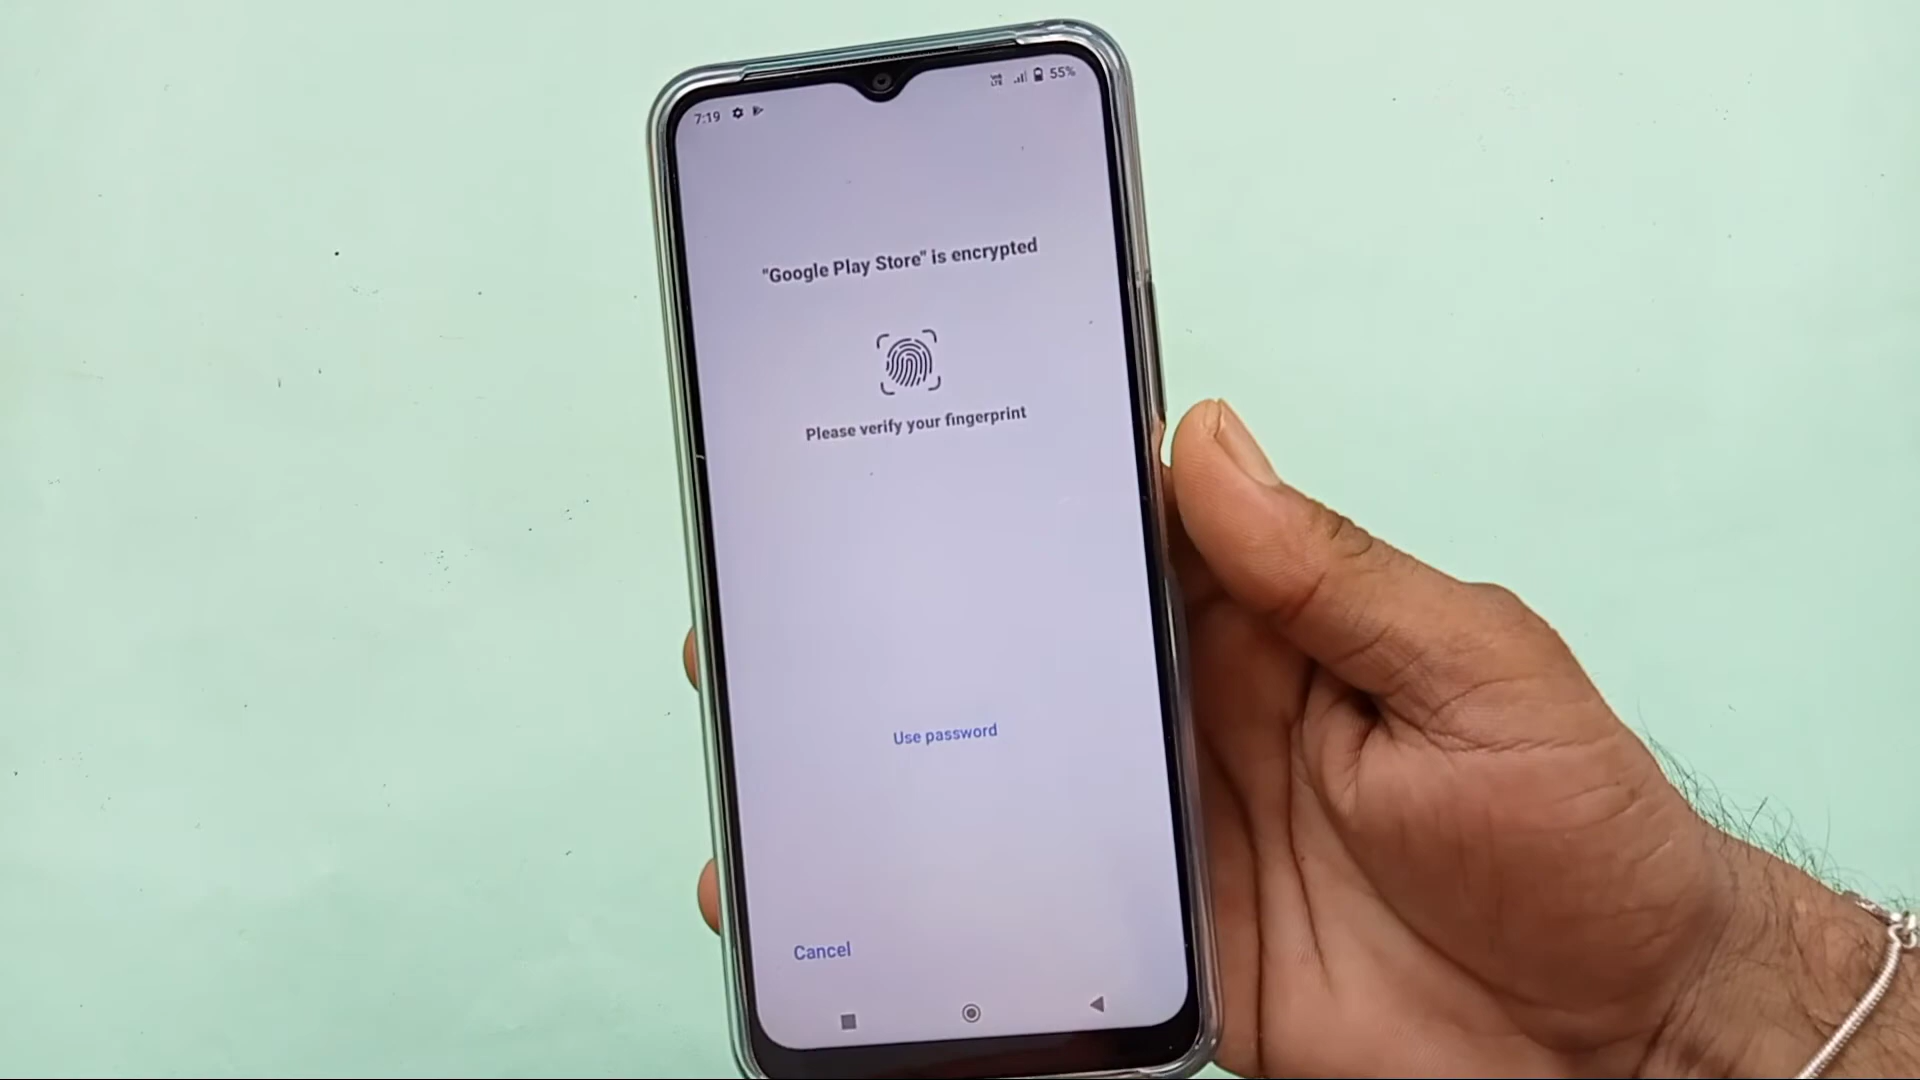 7:19
55%
"Google Play Store" is encrypted
Please verify your fingerprint
Use password
Cancel